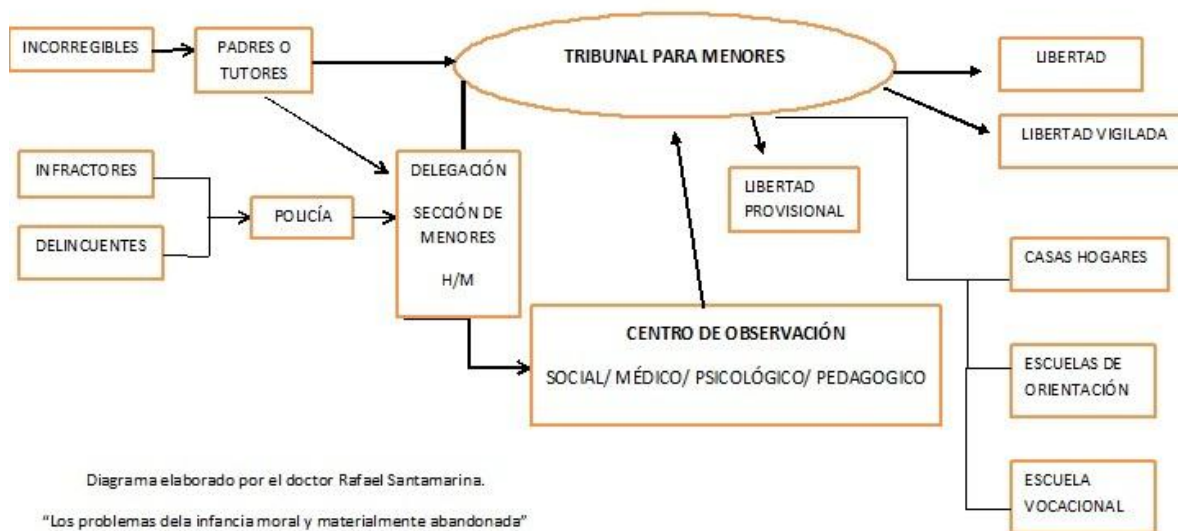 INCORREGIBLES
PADRES O
TUTORES
TRIBUNAL PARA MENORES
LIBERTAD
LIBERTAD VIGILADA
INFRACTORES
DELINCUENTES
POLICÍA
DELEGACIÓN
SECCIÓN DE
MENORES
H/M
LIBERTAD
PROVISIONAL
CASAS HOGARES
CENTRO DE OBSERVACIÓN
SOCIAL/ MÉDICO/ PSICOLÓGICO/ PEDAGOGICO
ESCUELAS DE
ORIENTACIÓN
ESCUELA
VOCACIONAL
Diagrama elaborado por el doctor Rafael Santamarina.
“Los problemas dela infancia moral y materialmente abandonada”